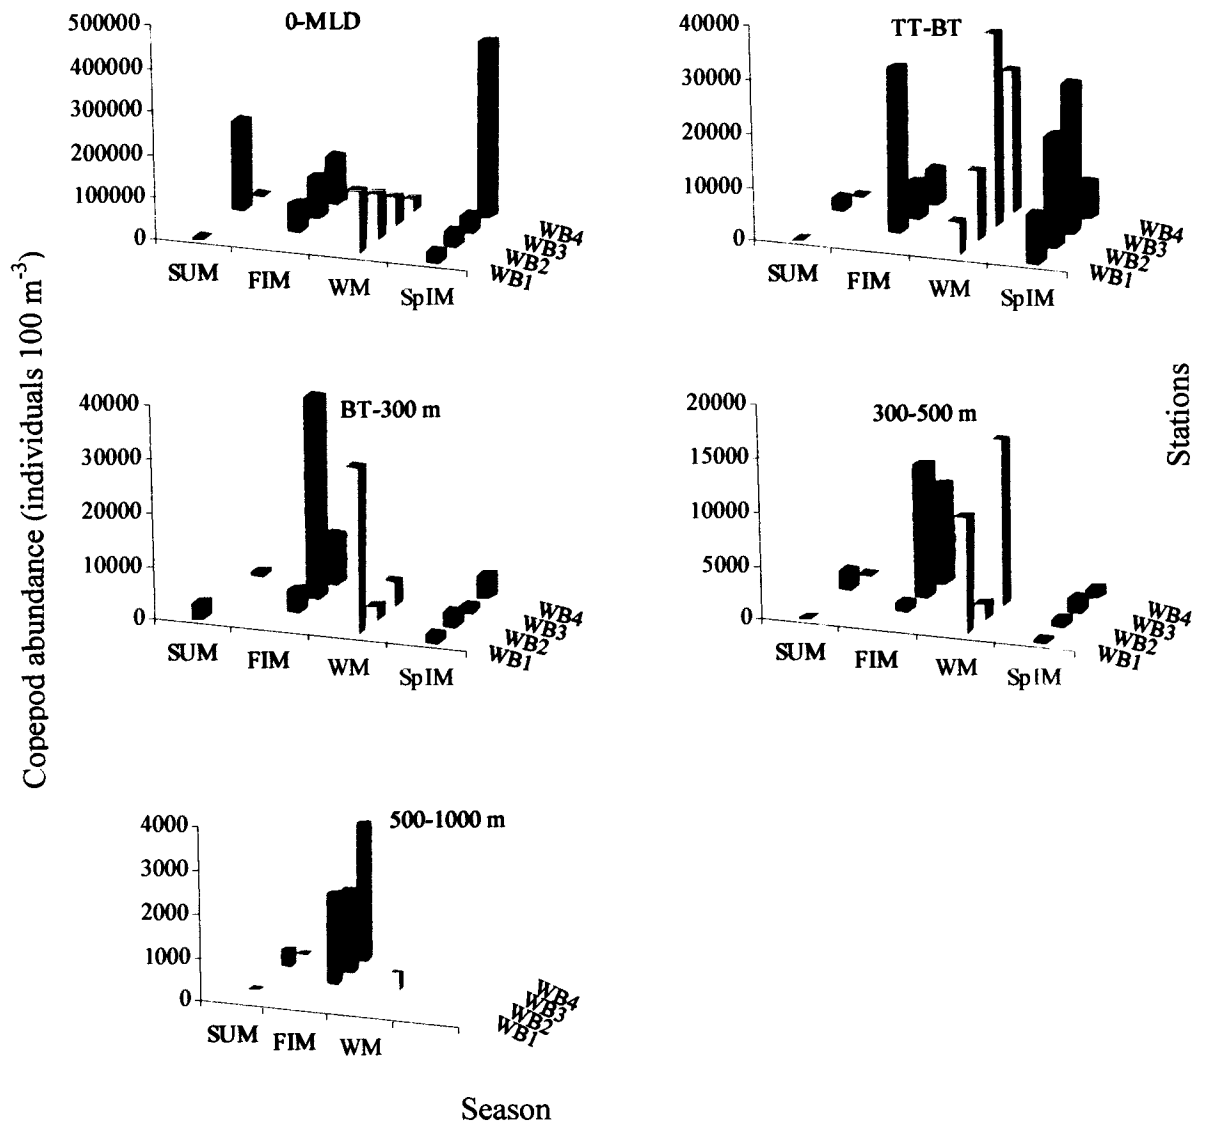 0-MLD
500000
400000
300000
200000
100000
0
SUM
FIM
WM
SpIM
WB4
WB3
WB2
WB1
TT-BT
40000
30000
20000
10000
0
SUM
FIM
WM
SpIM
WB4
WB3
WB2
WB1
BT-300 m
40000
30000
20000
10000
0
SUM
FIM
WM
SpIM
WB4
WB3
WB2
WB1
300-500 m
20000
15000
10000
5000
0
SUM
FIM
WM
SpIM
WB4
WB3
WB2
WB1
500-1000 m
4000
3000
2000
1000
0
SUM
FIM
WM
WB4
WB3
WB2
WB1
Copepod abundance (individuals 100 m⁻³)
Stations
Season